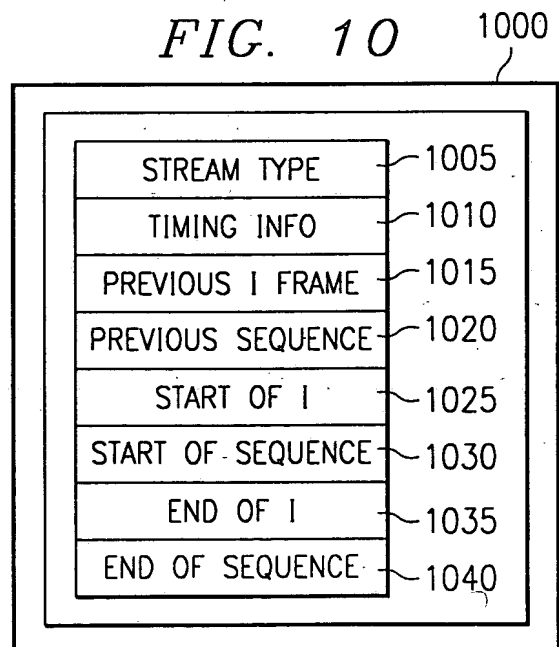 FIG. 10
1000
STREAM TYPE 1005
TIMING INFO 1010
PREVIOUS I FRAME 1015
PREVIOUS SEQUENCE 1020
START OF I 1025
START OF SEQUENCE 1030
END OF I 1035
END OF SEQUENCE 1040